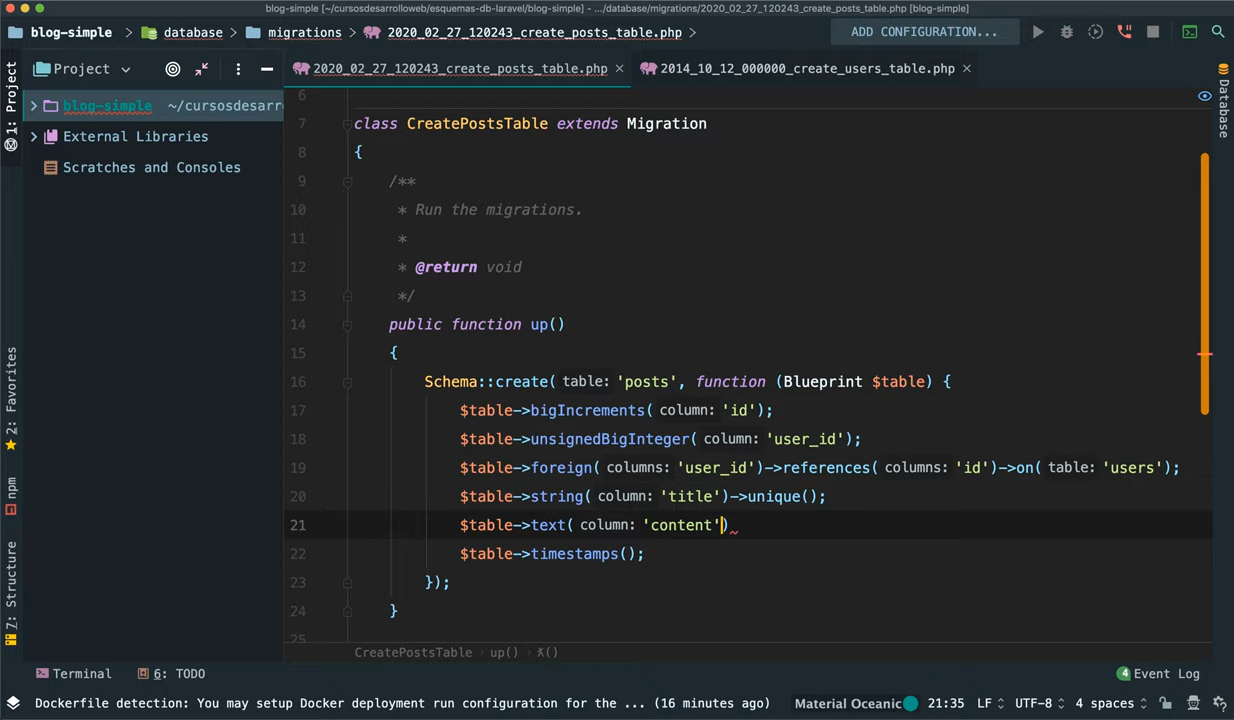 blog-simple [~/cursosdesarrolloweb/esquemas-db-laravel/blog-simple] - .../database/migrations/2020_02_27_120243_create_posts_table.php [blog-simple]
blog-simple database migrations 2020_02_27_120243_create_posts_table.php ADD CONFIGURATION...
Project 2020_02_27_120243_create_posts_table.php 2014_10_12_000000_create_users_table.php
1: Project
blog-simple ~/cursosdesarro
External Libraries
Scratches and Consoles
2: Favorites
npm
7: Structure
Database
6
7 class CreatePostsTable extends Migration
8 {
9 /**
10 * Run the migrations.
11 *
12 * @return void
13 */
14 public function up()
15 {
16 Schema::create( table: 'posts', function (Blueprint $table) {
17 $table->bigIncrements( column: 'id');
18 $table->unsignedBigInteger( column: 'user_id');
19 $table->foreign( columns: 'user_id')->references( columns: 'id')->on( table: 'users');
20 $table->string( column: 'title')->unique();
21 $table->text( column: 'content')
22 $table->timestamps();
23 });
24 }
25
CreatePostsTable up() λ()
Terminal 6: TODO 4 Event Log
Dockerfile detection: You may setup Docker deployment run configuration for the ... (16 minutes ago) Material Oceanic 21:35 LF UTF-8 4 spaces